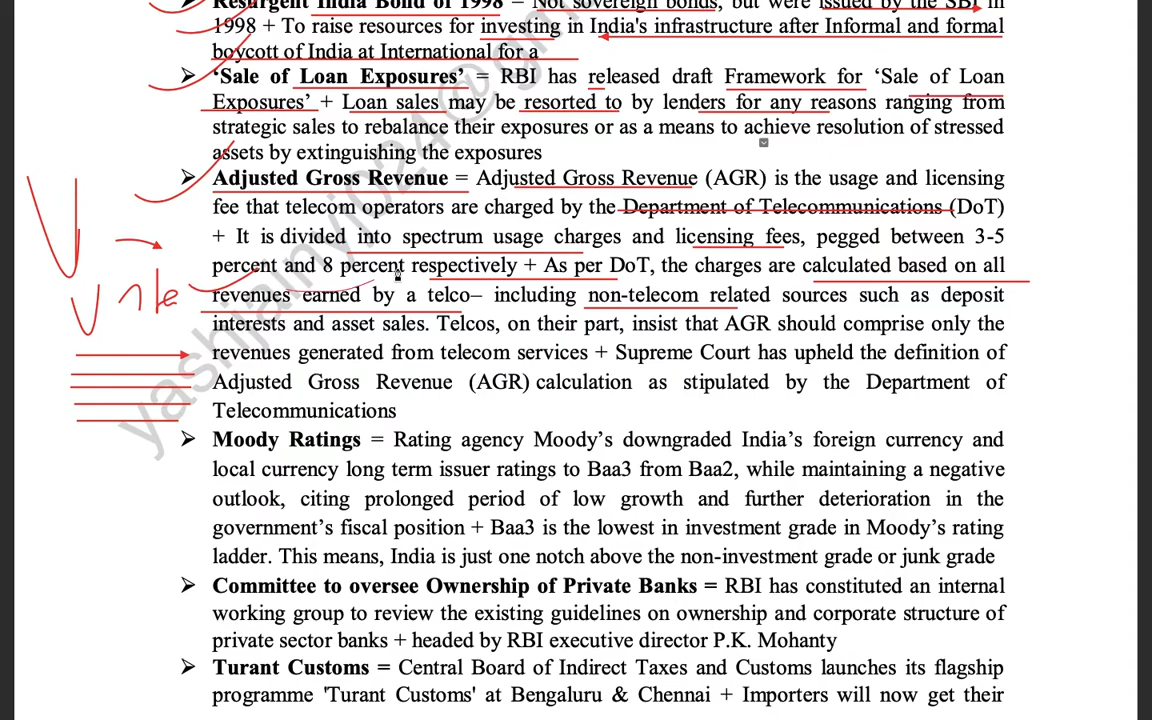 Resurgent India Bond of 1998 = Not sovereign bonds, but were issued by the SBI in
1998 + To raise resources for investing in India's infrastructure after Informal and formal
boycott of India at International for a
➢ ‘Sale of Loan Exposures’ = RBI has released draft Framework for ‘Sale of Loan
Exposures’ + Loan sales may be resorted to by lenders for any reasons ranging from
strategic sales to rebalance their exposures or as a means to achieve resolution of stressed
assets by extinguishing the exposures
➢ Adjusted Gross Revenue = Adjusted Gross Revenue (AGR) is the usage and licensing
fee that telecom operators are charged by the Department of Telecommunications (DoT)
+ It is divided into spectrum usage charges and licensing fees, pegged between 3-5
percent and 8 percent respectively + As per DoT, the charges are calculated based on all
revenues earned by a telco– including non-telecom related sources such as deposit
interests and asset sales. Telcos, on their part, insist that AGR should comprise only the
revenues generated from telecom services + Supreme Court has upheld the definition of
Adjusted Gross Revenue (AGR) calculation as stipulated by the Department of
Telecommunications
➢ Moody Ratings = Rating agency Moody’s downgraded India’s foreign currency and
local currency long term issuer ratings to Baa3 from Baa2, while maintaining a negative
outlook, citing prolonged period of low growth and further deterioration in the
government’s fiscal position + Baa3 is the lowest in investment grade in Moody’s rating
ladder. This means, India is just one notch above the non-investment grade or junk grade
➢ Committee to oversee Ownership of Private Banks = RBI has constituted an internal
working group to review the existing guidelines on ownership and corporate structure of
private sector banks + headed by RBI executive director P.K. Mohanty
➢ Turant Customs = Central Board of Indirect Taxes and Customs launches its flagship
programme 'Turant Customs' at Bengaluru & Chennai + Importers will now get their
yashjainvjp024@gm